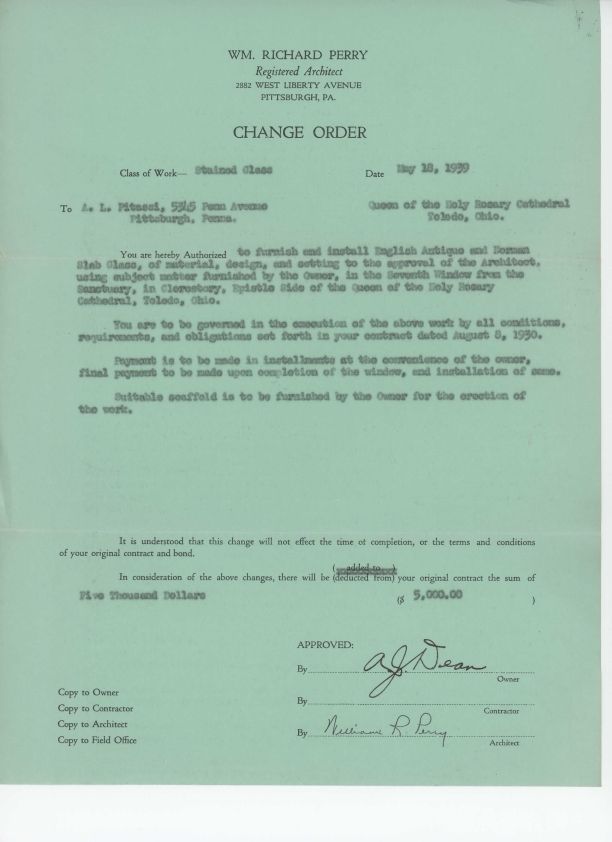 WM. RICHARD PERRY
Registered Architect
2882 WEST LIBERTY AVENUE
PITTSBURGH, PA.
CHANGE ORDER
Class of Work— Stained Glass
Date May 18, 1939
To A. L. Pitassi, 5345 Penn Avenue
Pittsburgh, Penna.
Queen of the Holy Rosary Cathedral
Toledo, Ohio.
You are hereby Authorized to furnish and install English Antique and Norman
Slab Glass, of material, design, and setting to the approval of the Architect,
using subject matter furnished by the Owner, in the Seventh Window from the
Sanctuary, in Clerestory, Epistle Side of the Queen of the Holy Rosary
Cathedral, Toledo, Ohio.
You are to be governed in the execution of the above work by all conditions,
requirements, and obligations set forth in your contract dated August 8, 1930.
Payment is to be made in installments at the convenience of the owner,
final payment to be made upon completion of the window, and installation of same.
Suitable scaffold is to be furnished by the Owner for the erection of
the work.
It is understood that this change will not effect the time of completion, or the terms and conditions
of your original contract and bond.
( added to )
In consideration of the above changes, there will be (deducted from) your original contract the sum of
Five Thousand Dollars ($ 5,000.00 )
APPROVED:
By A J Dean
Owner
Copy to Owner
By
Copy to Contractor
Contractor
Copy to Architect
By William R. Perry
Copy to Field Office
Architect